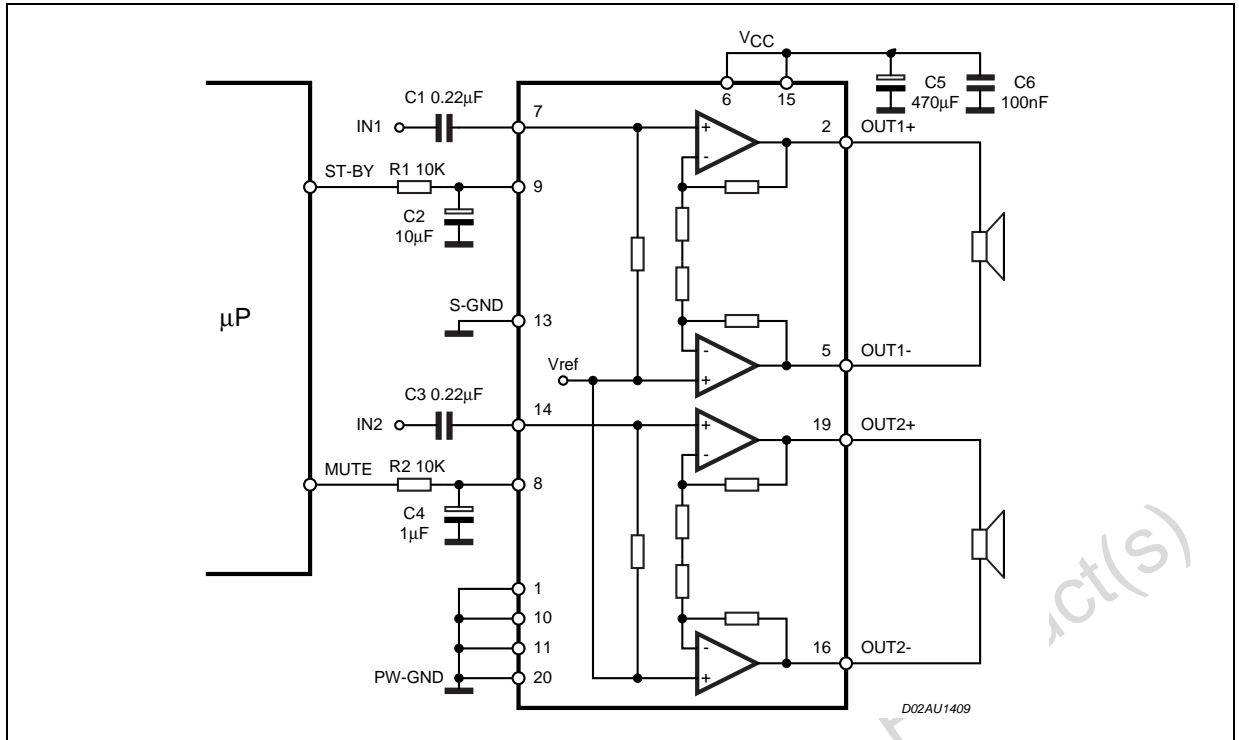 VCC
C1 0.22µF
7
6
15
C5
470µF
C6
100nF
IN1
+
-
2
OUT1+
ST-BY
R1 10K
9
C2
10µF
S-GND
13
µP
-
+
5
OUT1-
Vref
C3 0.22µF
14
IN2
+
-
19
OUT2+
MUTE
R2 10K
8
C4
1µF
1
10
11
20
PW-GND
-
+
16
OUT2-
D02AU1409